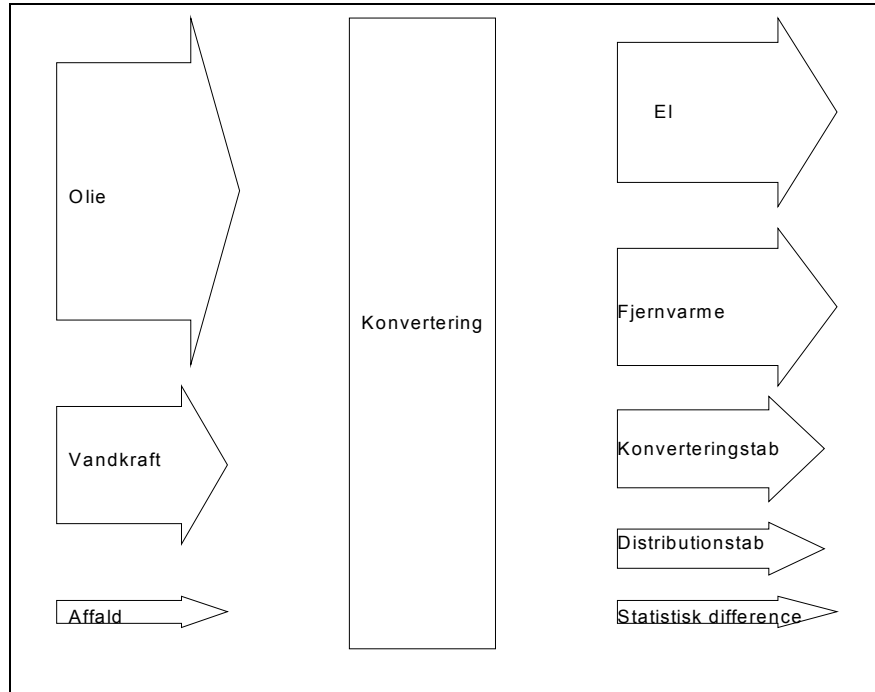 Olie
Vandkraft
Affald
Konvertering
El
Fjernvarme
Konverteringstab
Distributionstab
Statistisk difference